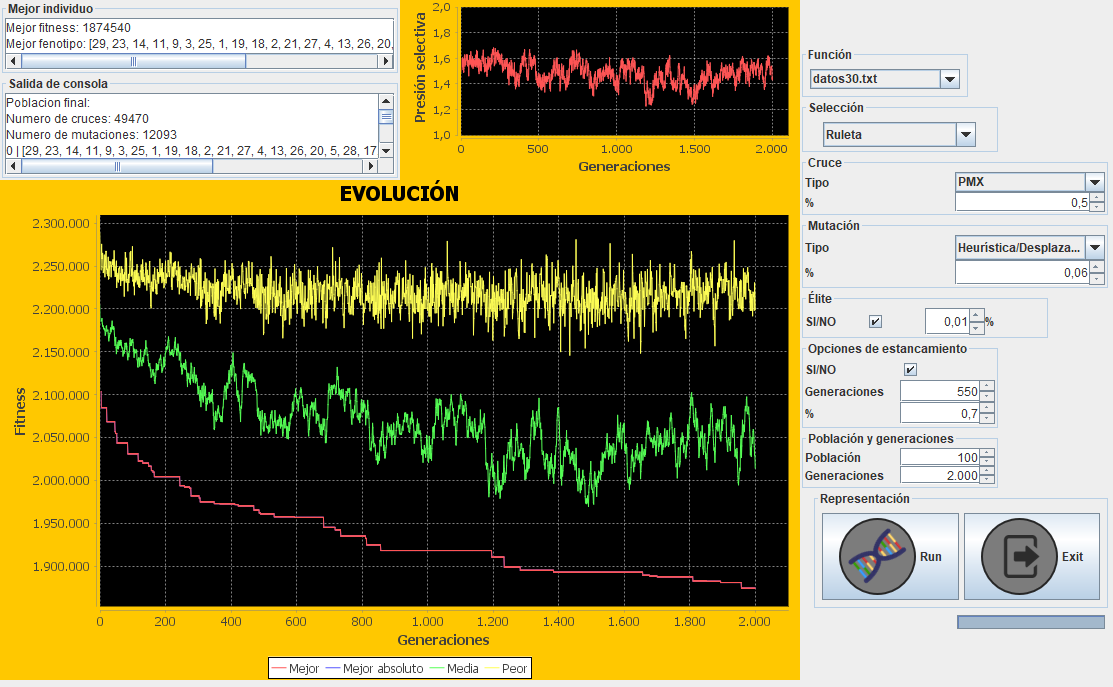 Mejor individuo
Mejor fitness: 1874540
Mejor fenotipo: [29, 23, 14, 11, 9, 3, 25, 1, 19, 18, 2, 21, 27, 4, 13, 26, 20,
Salida de consola
Poblacion final:
Numero de cruces: 49470
Numero de mutaciones: 12093
0 | [29, 23, 14, 11, 9, 3, 25, 1, 19, 18, 2, 21, 27, 4, 13, 26, 20, 5, 28, 17
Presión selectiva
2,0
1,8
1,6
1,4
1,2
1,0
0 500 1.000 1.500 2.000
Generaciones
EVOLUCIÓN
Fitness
2.300.000
2.250.000
2.200.000
2.150.000
2.100.000
2.050.000
2.000.000
1.950.000
1.900.000
0 200 400 600 800 1.000 1.200 1.400 1.600 1.800 2.000
Generaciones
Mejor Mejor absoluto Media Peor
Función
datos30.txt
Selección
Ruleta
Cruce
Tipo PMX
% 0,5
Mutación
Tipo Heurística/Desplaza...
% 0,06
Élite
SI/NO 0,01 %
Opciones de estancamiento
SI/NO
Generaciones 550
% 0,7
Población y generaciones
Población 100
Generaciones 2.000
Representación
Run Exit